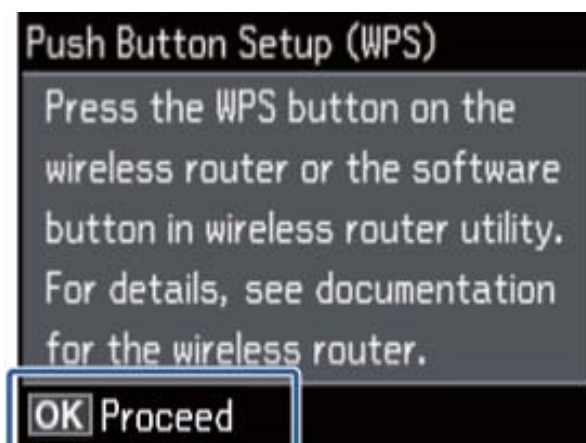 Push Button Setup (WPS)
Press the WPS button on the
wireless router or the software
button in wireless router utility.
For details, see documentation
for the wireless router.
OK Proceed